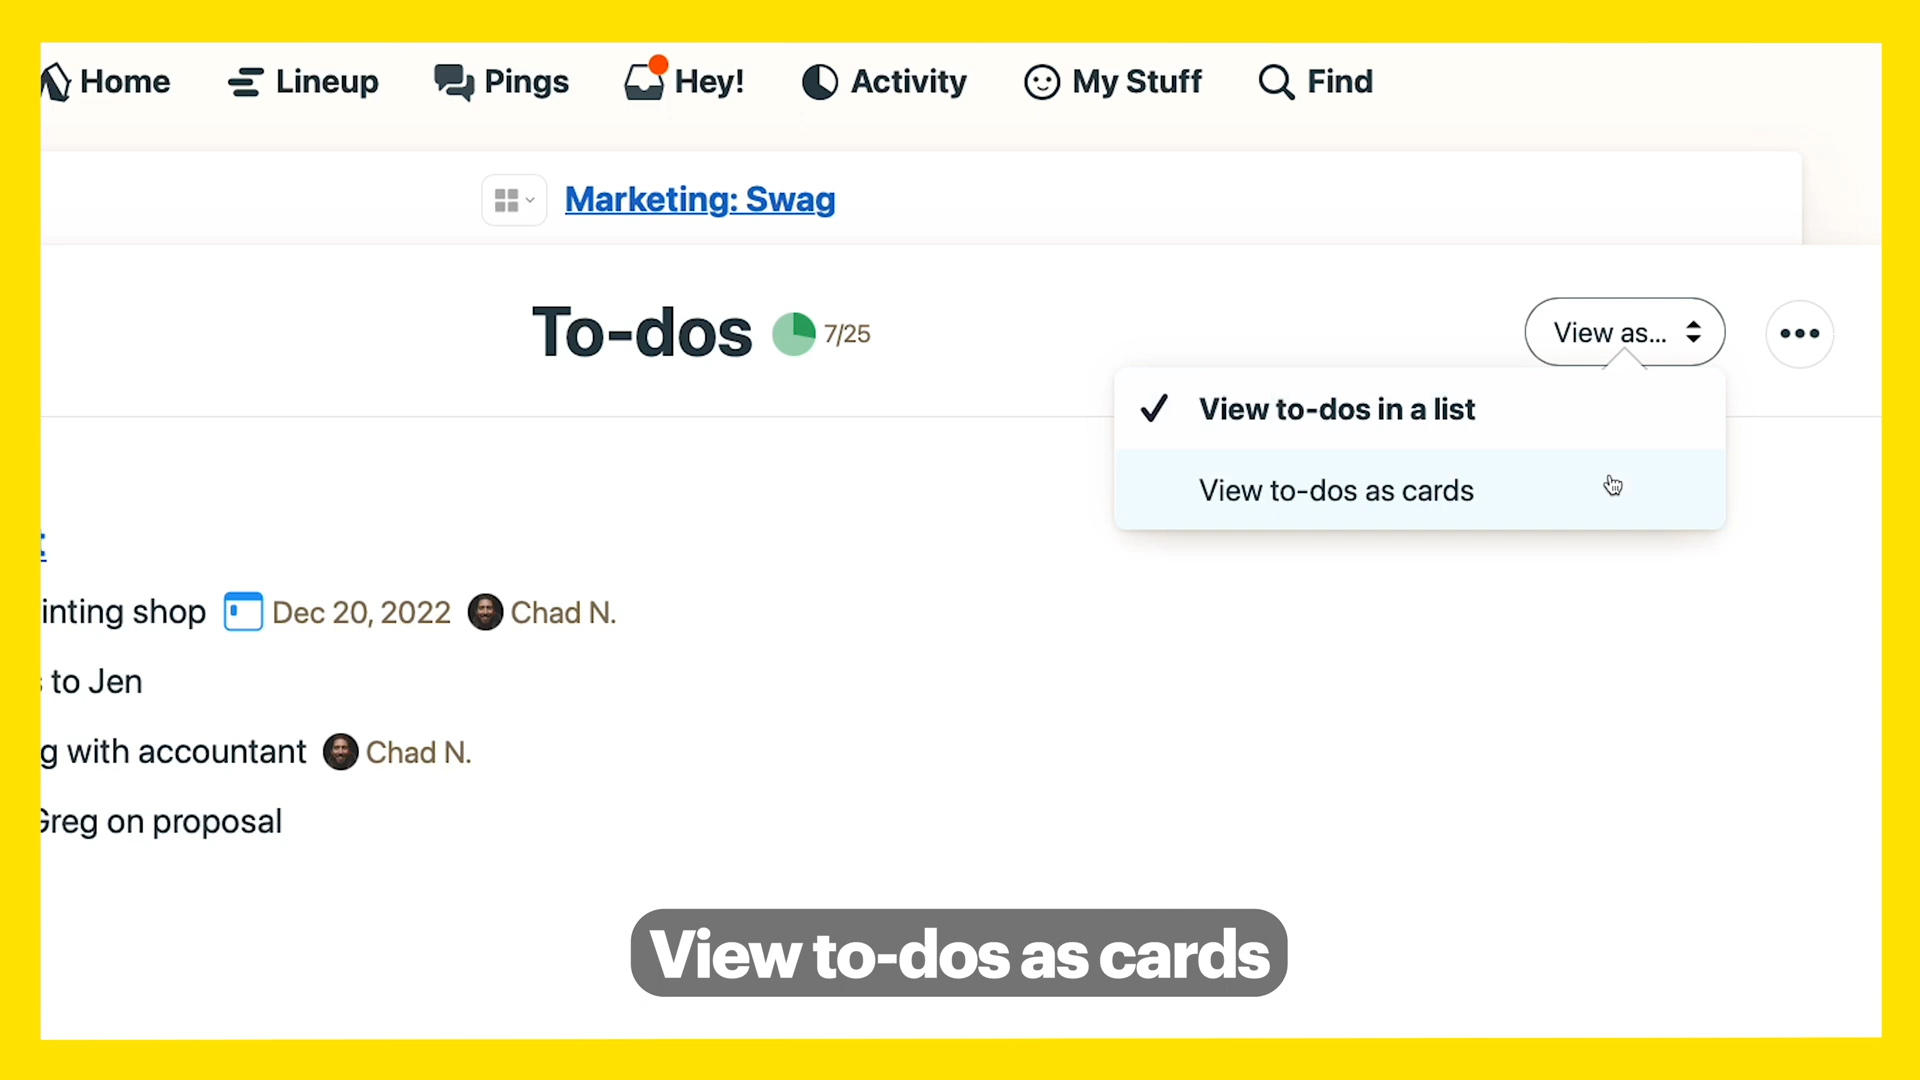 Home Lineup Pings Hey! Activity My Stuff Find
Marketing: Swag
To-dos 7/25 View as...
View to-dos in a list
View to-dos as cards
inting shop Dec 20, 2022 Chad N.
to Jen
g with accountant Chad N.
Greg on proposal
View to-dos as cards